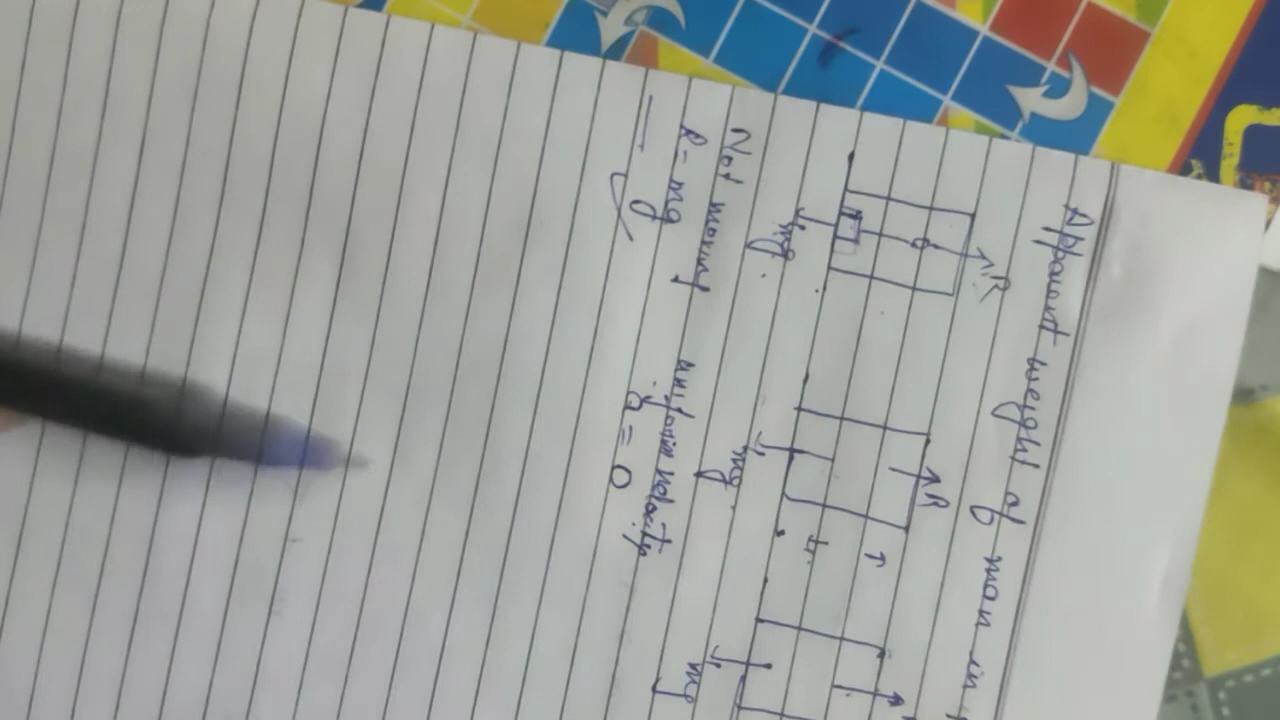 Apparent weight of man in
R
R
mg
mg
mg
Not moving
uniform velocity
R - mg
a = 0